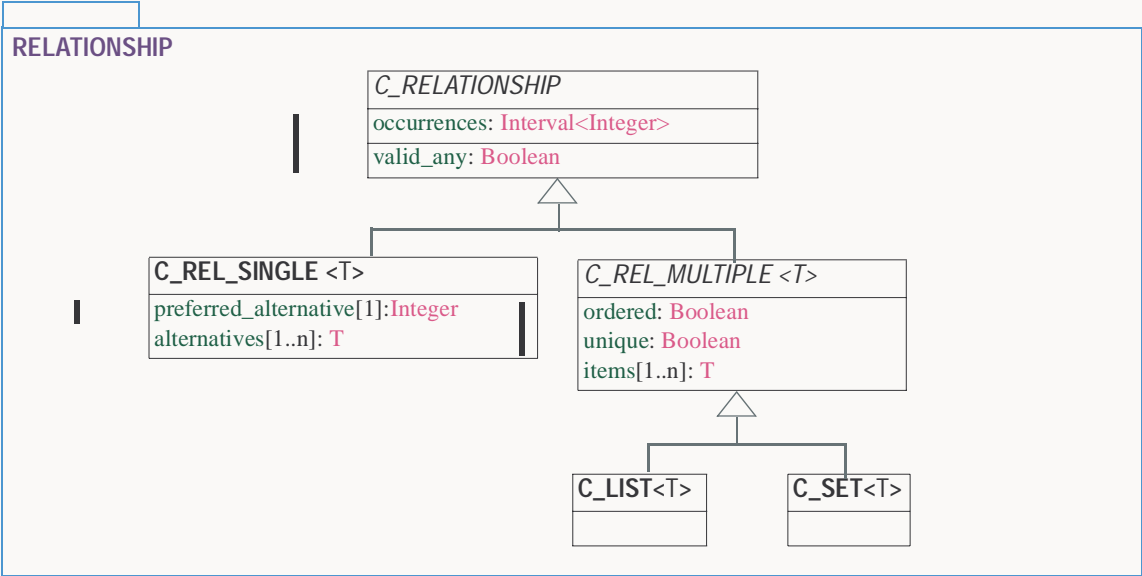 RELATIONSHIP
C_RELATIONSHIP
occurrences: Interval<Integer>
valid_any: Boolean
C_REL_SINGLE <T>
preferred_alternative[1]:Integer
alternatives[1..n]: T
C_REL_MULTIPLE <T>
ordered: Boolean
unique: Boolean
items[1..n]: T
C_LIST<T>
C_SET<T>